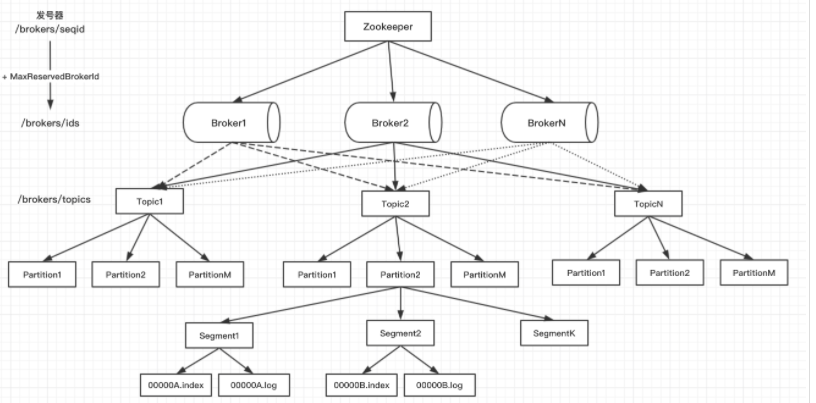 发号器
/brokers/seqid
Zookeeper
+ MaxReservedBrokerId
/brokers/ids
Broker1
Broker2
BrokerN
/brokers/topics
Topic1
Topic2
TopicN
Partition1
Partition2
PartitionM
Partition1
Partition2
PartitionM
Partition1
Partition2
PartitionM
Segment1
Segment2
SegmentK
00000A.index
00000A.log
00000B.index
00000B.log